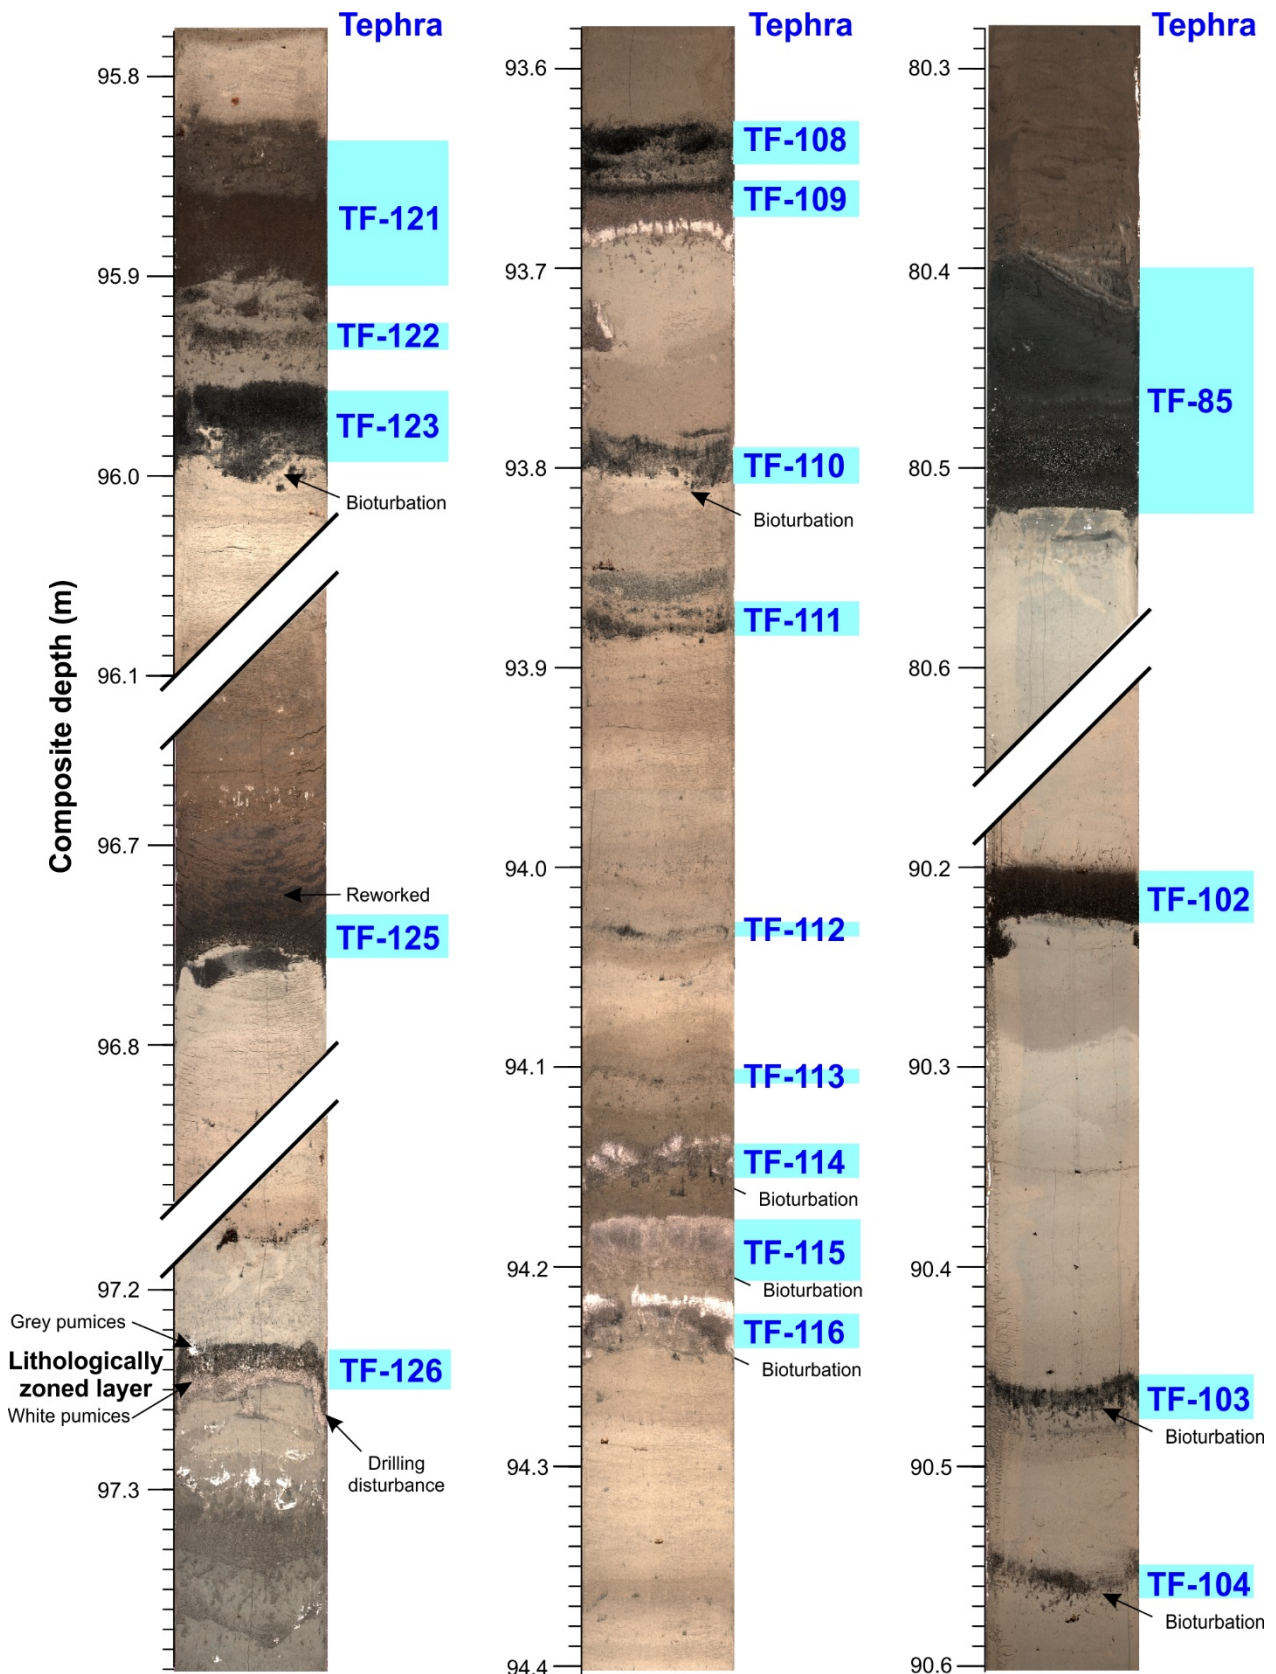 Tephra
95.8
TF-121
95.9
TF-122
TF-123
96.0
Bioturbation
96.1
Composite depth (m)
96.7
Reworked
TF-125
96.8
97.2
Grey pumices
Lithologically
zoned layer
TF-126
White pumices
Drilling
disturbance
97.3
Tephra
93.6
TF-108
TF-109
93.7
93.8
TF-110
Bioturbation
TF-111
93.9
94.0
TF-112
94.1
TF-113
TF-114
Bioturbation
TF-115
94.2
Bioturbation
TF-116
Bioturbation
94.3
94.4
Tephra
80.3
80.4
TF-85
80.5
80.6
90.2
TF-102
90.3
90.4
TF-103
Bioturbation
90.5
TF-104
Bioturbation
90.6